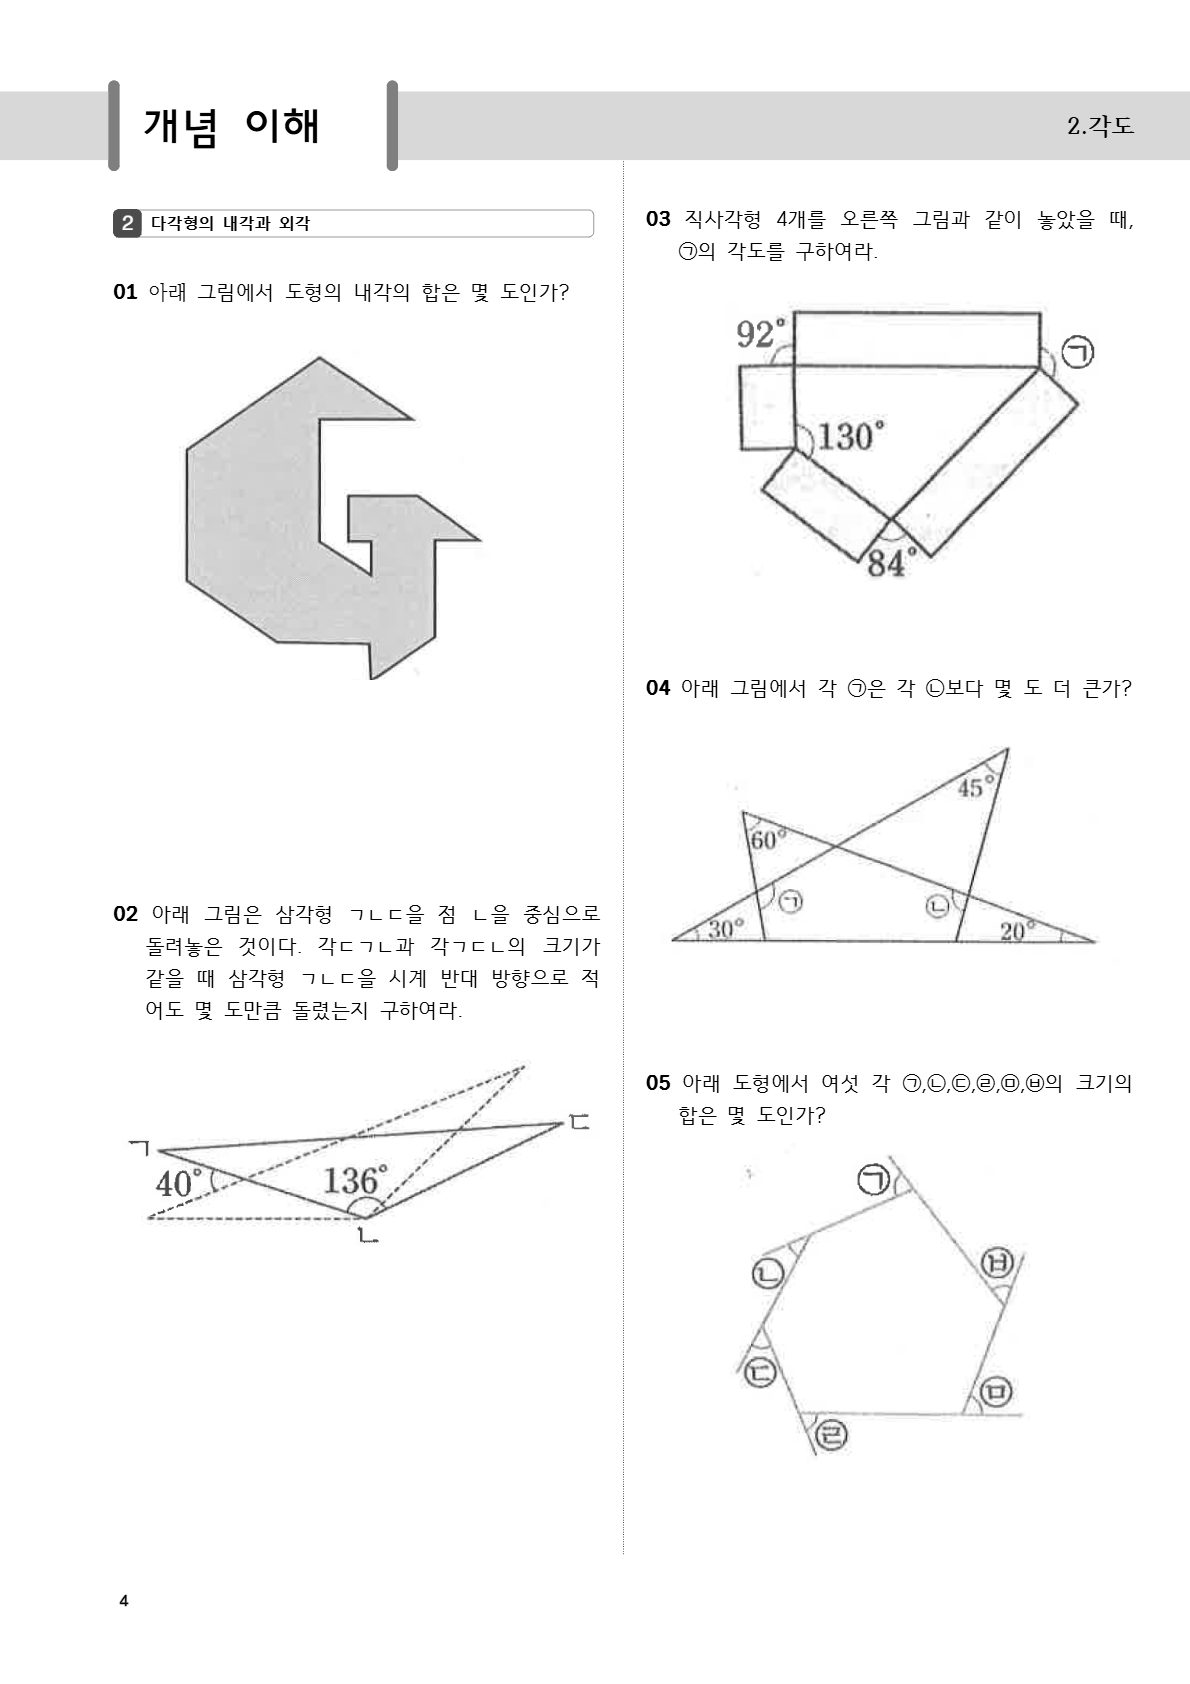 개념 이해
2.각도
2 다각형의 내각과 외각
01 아래 그림에서 도형의 내각의 합은 몇 도인가?
02 아래 그림은 삼각형 ㄱㄴㄷ을 점 ㄴ을 중심으로
돌려놓은 것이다. 각ㄷㄱㄴ과 각ㄱㄷㄴ의 크기가
같을 때 삼각형 ㄱㄴㄷ을 시계 반대 방향으로 적
어도 몇 도만큼 돌렸는지 구하여라.
ㄱ
ㄷ
40°
136°
ㄴ
03 직사각형 4개를 오른쪽 그림과 같이 놓았을 때,
㉠의 각도를 구하여라.
92°
㉠
130°
84°
04 아래 그림에서 각 ㉠은 각 ㉡보다 몇 도 더 큰가?
45°
60°
㉠
㉡
30°
20°
05 아래 도형에서 여섯 각 ㉠,㉡,㉢,㉣,㉤,㉥의 크기의
합은 몇 도인가?
㉠
㉥
㉡
㉢
㉤
㉣
4